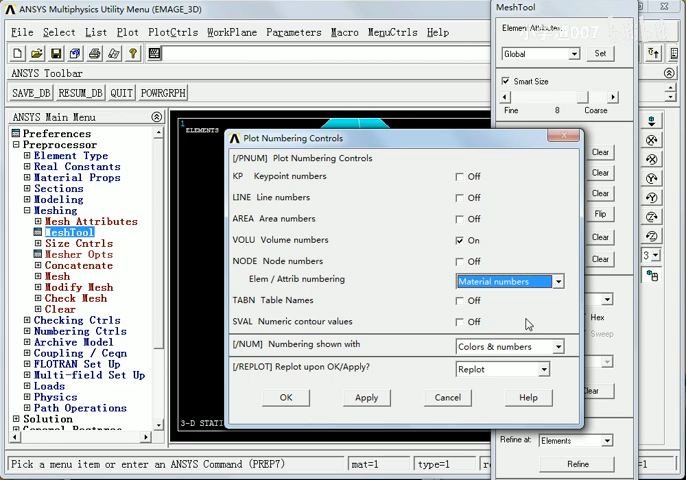 ANSYS Multiphysics Utility Menu (EMAGE_3D)
File Select List Plot PlotCtrls WorkPlane Parameters Macro MenuCtrls Help
ANSYS Toolbar
SAVE_DB RESUM_DB QUIT POWRGRPH
ANSYS Main Menu
Preferences
Preprocessor
Element Type
Real Constants
Material Props
Sections
Modeling
Meshing
Mesh Attributes
MeshTool
Size Cntrls
Mesher Opts
Concatenate
Mesh
Modify Mesh
Check Mesh
Clear
Checking Ctrls
Numbering Ctrls
Archive Model
Coupling / Ceqn
FLOTRAN Set Up
Multi-field Set Up
Loads
Physics
Path Operations
Solution
General Postproc
1
ELEMENTS
3-D STATI
Plot Numbering Controls
[/PNUM] Plot Numbering Controls
KP Keypoint numbers Off
LINE Line numbers Off
AREA Area numbers Off
VOLU Volume numbers On
NODE Node numbers Off
Elem / Attrib numbering Material numbers
TABN Table Names Off
SVAL Numeric contour values Off
[/NUM] Numbering shown with Colors & numbers
[/REPLOT] Replot upon OK/Apply? Replot
OK Apply Cancel Help
MeshTool
Element Attributes:
Global Set
Smart Size
Fine 8 Coarse
Clear
Clear
Clear
Flip
Clear
Clear
Hex
Sweep
Clear
Refine at: Elements
Refine
3
Pick a menu item or enter an ANSYS Command (PREP7) mat=1 type=1